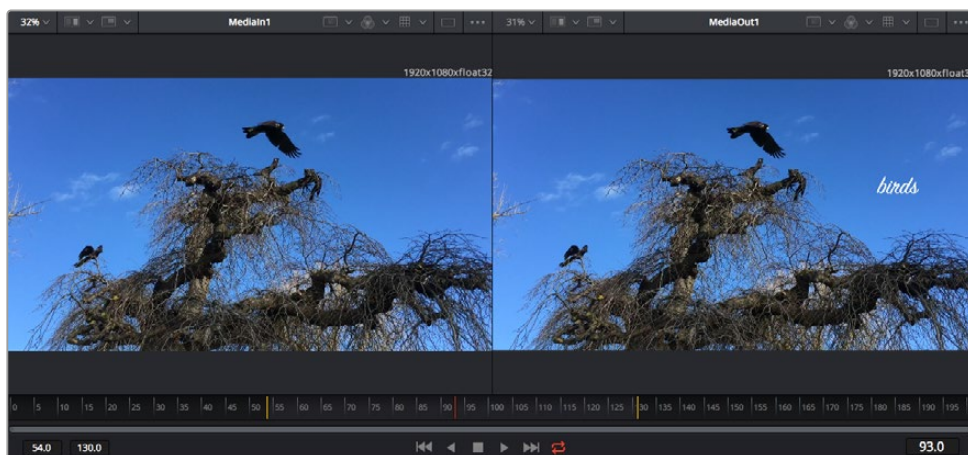 32% MediaIn1 31% MediaOut1
1920x1080xfloat32 1920x1080xfloat3
birds
0 5 10 15 20 25 30 35 40 45 50 55 60 65 70 75 80 85 90 95 100 105 110 115 120 125 130 135 140 145 150 155 160 165 170 175 180 185 190 195
54.0 130.0 93.0